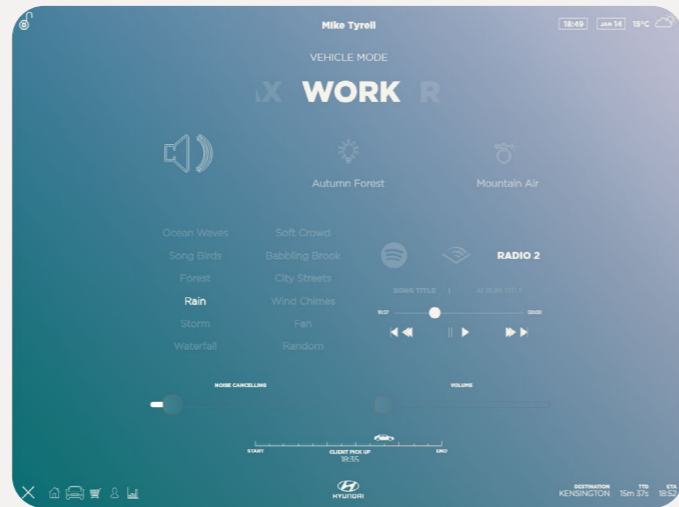 Mike Tyrell
18:49
JAN 14
15°C
VEHICLE MODE
AX WORK R
Autumn Forest
Mountain Air
Ocean Waves
Soft Crowd
Song Birds
Babbling Brook
RADIO 2
Forest
City Streets
SONG TITLE | ALBUM TITLE
Rain
Wind Chimes
Storm
Fan
Waterfall
Random
NOISE CANCELLING
VOLUME
START
CLIENT PICK UP
END
18:35
HYUNDAI
DESTINATION
KENSINGTON
TTD
15m 37s
ETA
18:52